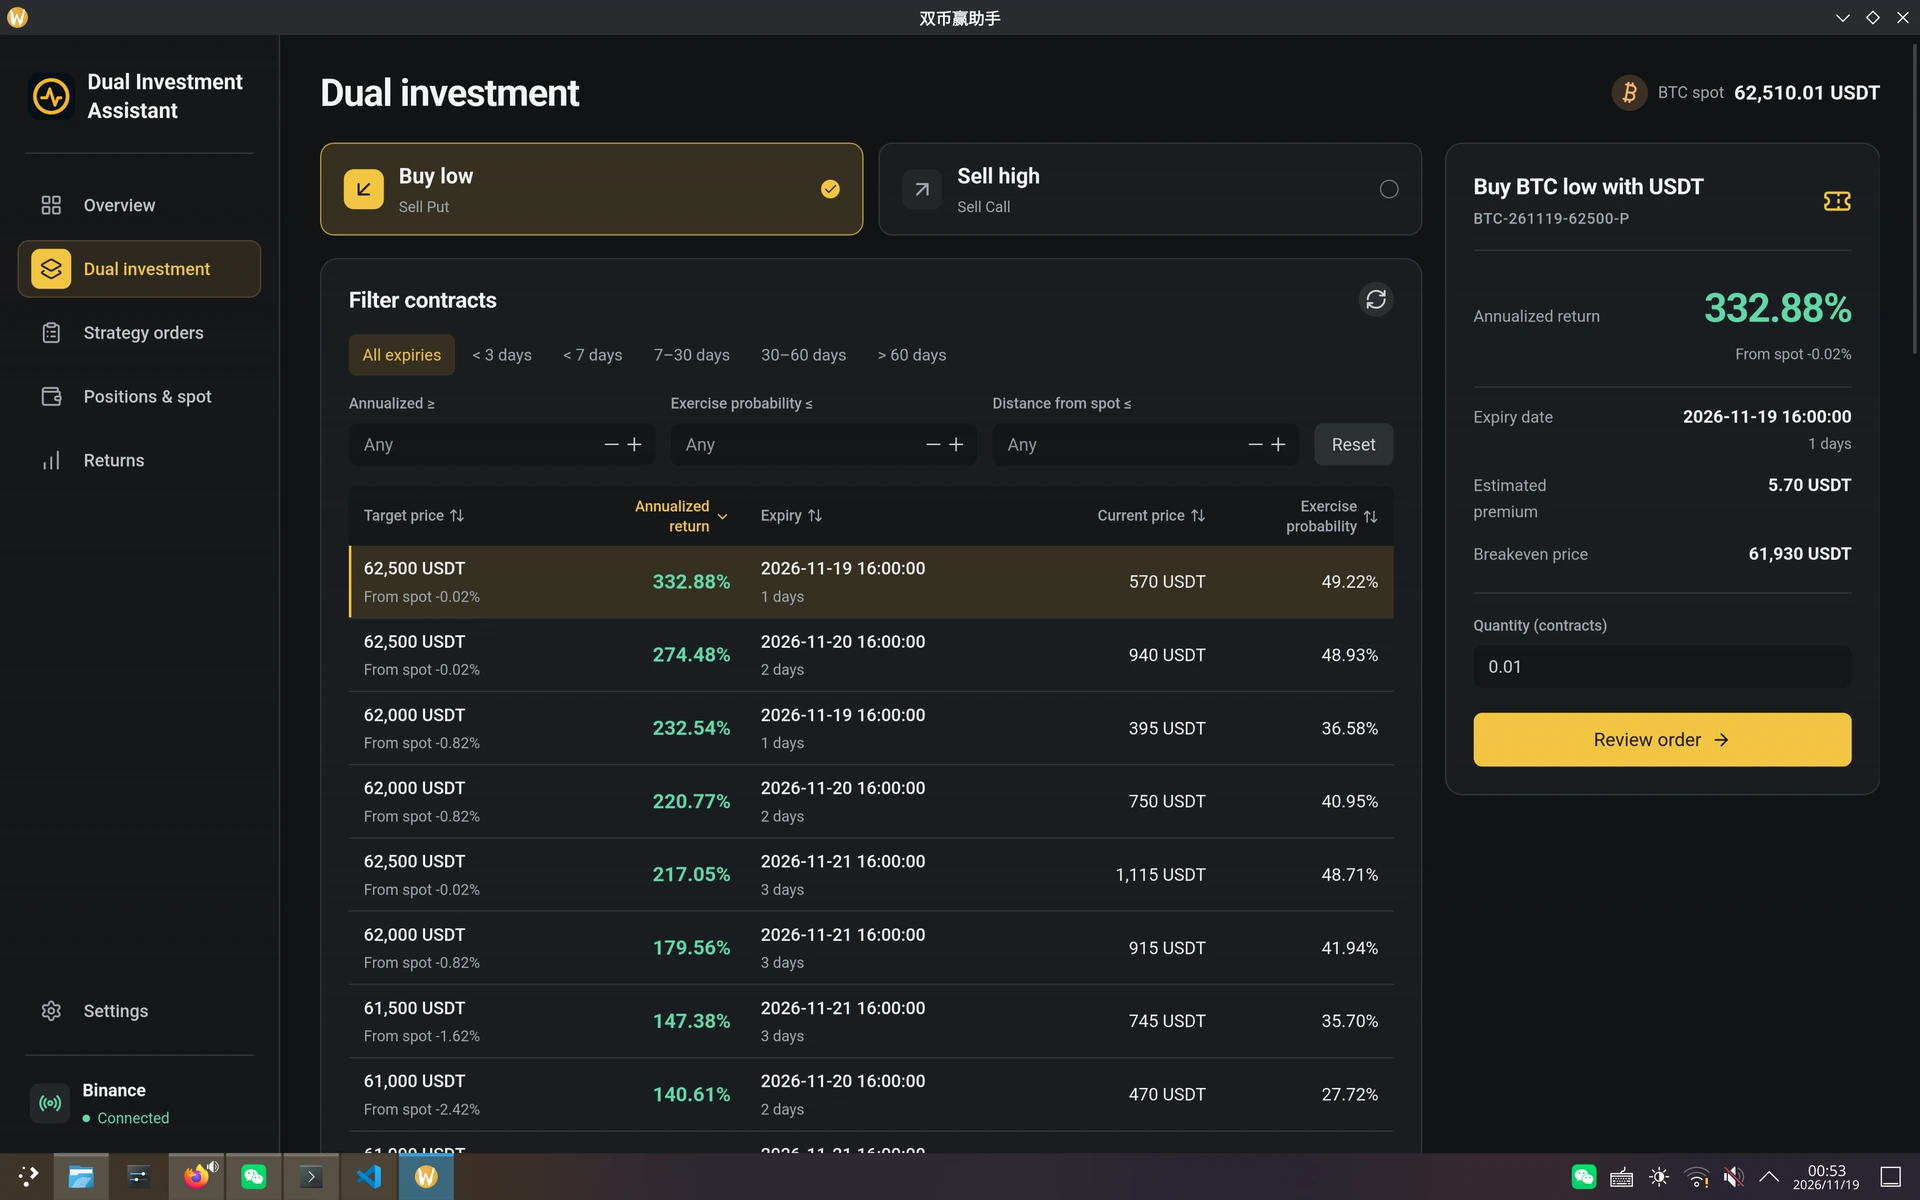 双币赢助手
Dual Investment
Assistant
Overview
Dual investment
Strategy orders
Positions & spot
Returns
Settings
Binance
Connected
Dual investment
BTC spot 62,510.01 USDT
Buy low
Sell Put
Sell high
Sell Call
Filter contracts
All expiries < 3 days < 7 days 7–30 days 30–60 days > 60 days
Annualized ≥ Exercise probability ≤ Distance from spot ≤
Any Any Any Reset
Target price Annualized return Expiry Current price Exercise probability
62,500 USDT 332.88% 2026-11-19 16:00:00 570 USDT 49.22%
From spot -0.02% 1 days
62,500 USDT 274.48% 2026-11-20 16:00:00 940 USDT 48.93%
From spot -0.02% 2 days
62,000 USDT 232.54% 2026-11-19 16:00:00 395 USDT 36.58%
From spot -0.82% 1 days
62,000 USDT 220.77% 2026-11-20 16:00:00 750 USDT 40.95%
From spot -0.82% 2 days
62,500 USDT 217.05% 2026-11-21 16:00:00 1,115 USDT 48.71%
From spot -0.02% 3 days
62,000 USDT 179.56% 2026-11-21 16:00:00 915 USDT 41.94%
From spot -0.82% 3 days
61,500 USDT 147.38% 2026-11-21 16:00:00 745 USDT 35.70%
From spot -1.62% 3 days
61,000 USDT 140.61% 2026-11-20 16:00:00 470 USDT 27.72%
From spot -2.42% 2 days
Buy BTC low with USDT
BTC-261119-62500-P
Annualized return 332.88%
From spot -0.02%
Expiry date 2026-11-19 16:00:00
1 days
Estimated premium 5.70 USDT
Breakeven price 61,930 USDT
Quantity (contracts)
0.01
Review order
00:53
2026/11/19